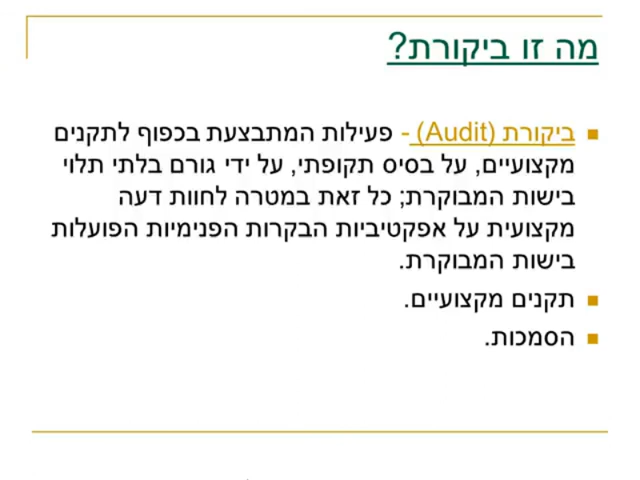 מה זו ביקורת?
ביקורת (Audit) - פעילות המתבצעת בכפוף לתקנים
מקצועיים, על בסיס תקופתי, על ידי גורם בלתי תלוי
בישות המבוקרת; כל זאת במטרה לחוות דעה
מקצועית על אפקטיביות הבקרות הפנימיות הפועלות
בישות המבוקרת.
תקנים מקצועיים.
הסמכות.